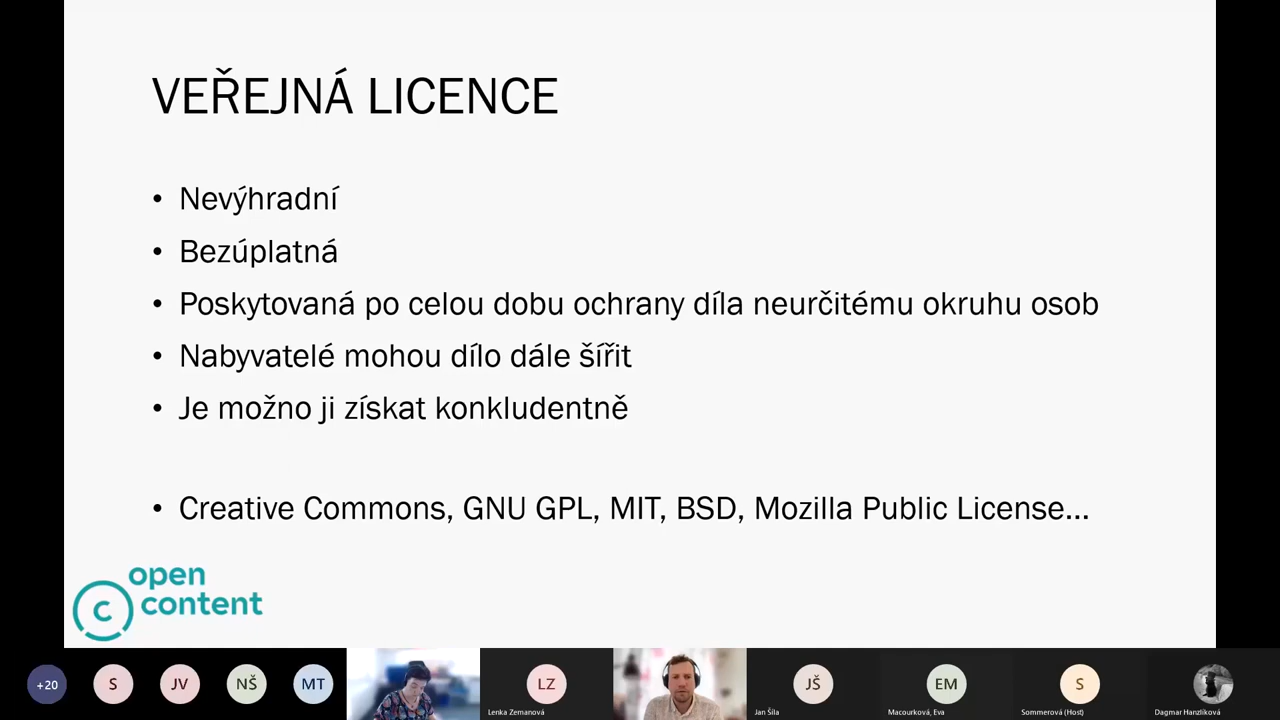 VEŘEJNÁ LICENCE
• Nevýhradní
• Bezúplatná
• Poskytovaná po celou dobu ochrany díla neurčitému okruhu osob
• Nabyvatelé mohou dílo dále šířit
• Je možno ji získat konkludentně
• Creative Commons, GNU GPL, MIT, BSD, Mozilla Public License...
open
c content
+20 S JV NŠ MT LZ JŠ EM S
Lenka Zemanová Jan Šíla Macourková, Eva Sommerová (Host) Dagmar Hanzlíková